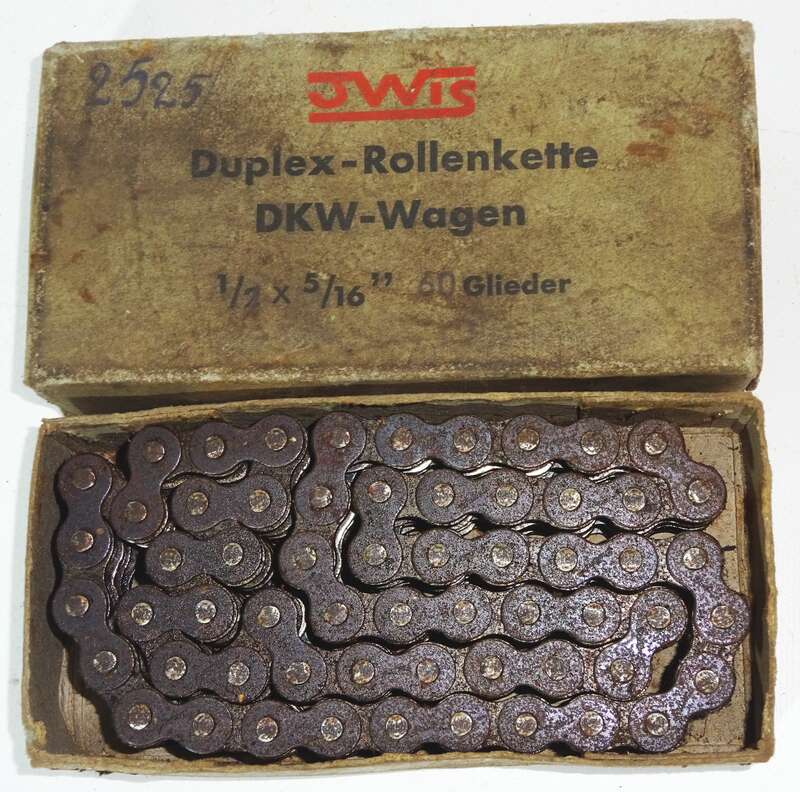 2525
JWIS
Duplex-Rollenkette
DKW-Wagen
1/2 x 5/16” 60 Glieder